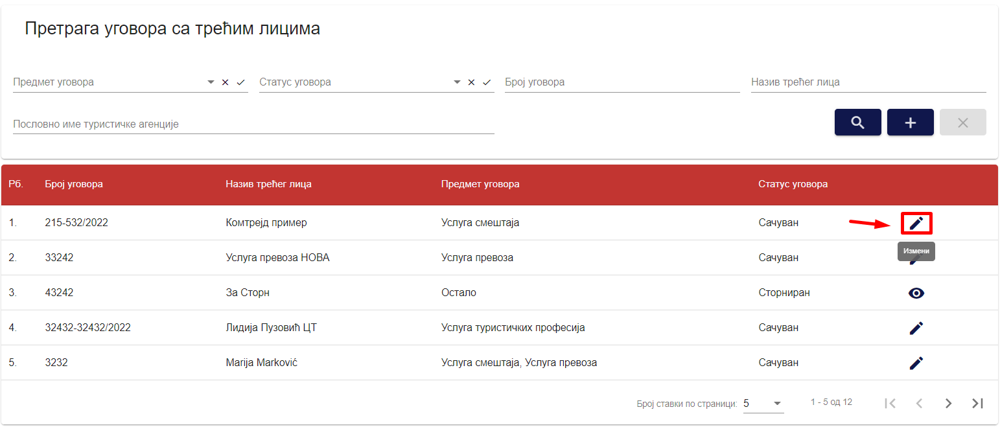 Претрага уговора са трећим лицима
Предмет уговора Статус уговора Број уговора Назив трећег лица
Пословно име туристичке агенције
Рб. Број уговора Назив трећег лица Предмет уговора Статус уговора
1. 215-532/2022 Комтрејд пример Услуга смештаја Сачуван
Измени
2. 33242 Услуга превоза НОВА Услуга превоза Сачуван
3. 43242 За Сторн Остало Сторниран
4. 32432-32432/2022 Лидија Пузовић ЦТ Услуга туристичких професија Сачуван
5. 3232 Marija Marković Услуга смештаја, Услуга превоза Сачуван
Број ставки по страници: 5 1 - 5 од 12